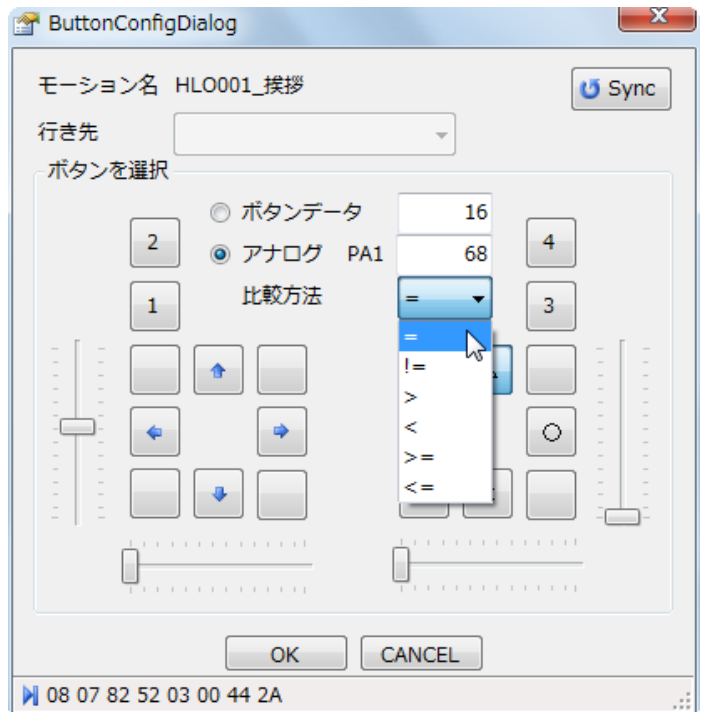 ButtonConfigDialog
モーション名 HLO001_挨拶
Sync
行き先
ボタンを選択
ボタンデータ 16
アナログ PA1 68
比較方法 =
2
1
4
3
=
!=
>
<
>=
<=
OK
CANCEL
08 07 82 52 03 00 44 2A